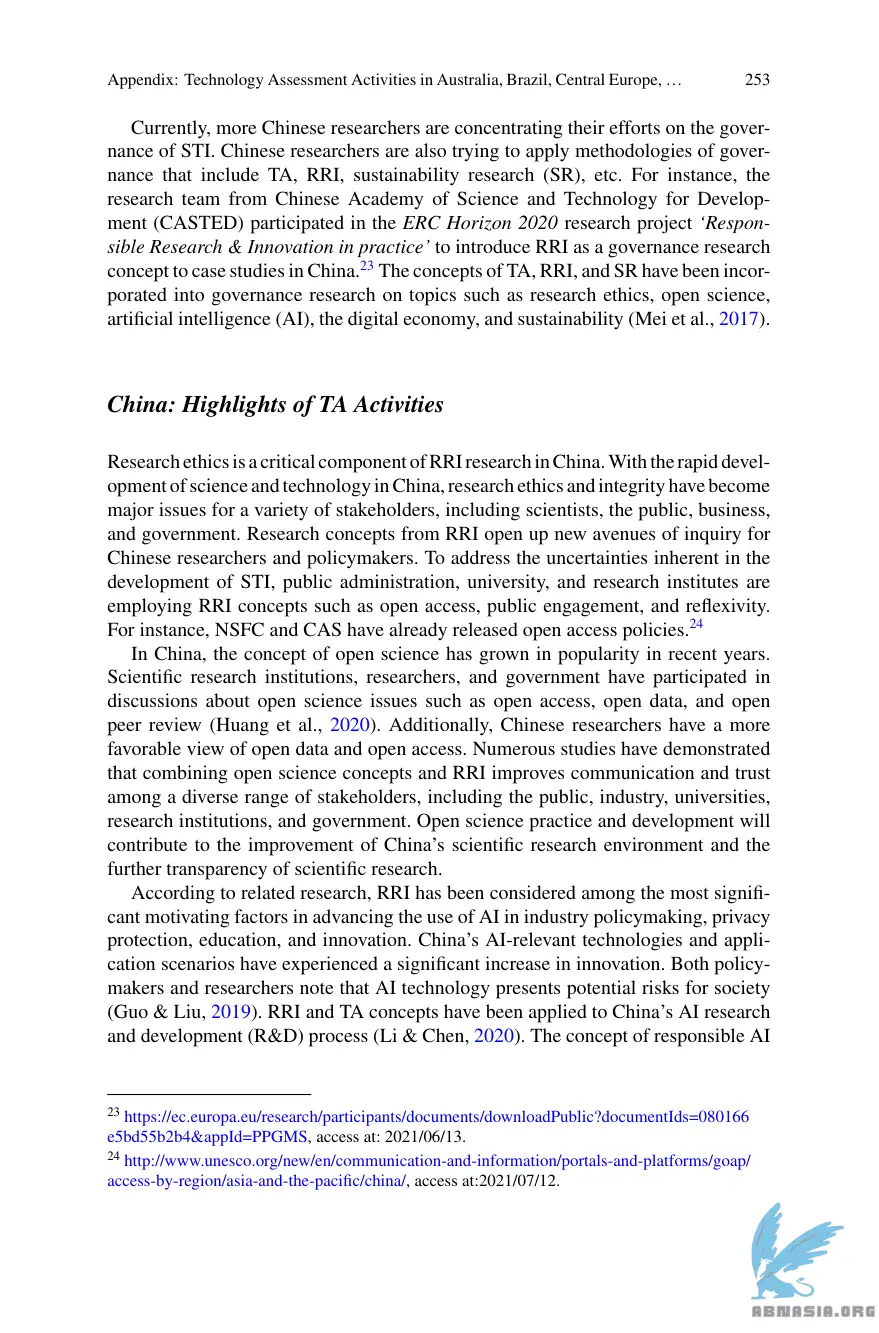 Appendix: Technology Assessment Activities in Australia, Brazil, Central Europe, … 253
Currently, more Chinese researchers are concentrating their efforts on the gover-
nance of STI. Chinese researchers are also trying to apply methodologies of gover-
nance that include TA, RRI, sustainability research (SR), etc. For instance, the
research team from Chinese Academy of Science and Technology for Develop-
ment (CASTED) participated in the ERC Horizon 2020 research project ‘Respon-
sible Research & Innovation in practice’ to introduce RRI as a governance research
concept to case studies in China.23 The concepts of TA, RRI, and SR have been incor-
porated into governance research on topics such as research ethics, open science,
artificial intelligence (AI), the digital economy, and sustainability (Mei et al., 2017).
China: Highlights of TA Activities
Research ethics is a critical component of RRI research in China. With the rapid devel-
opment of science and technology in China, research ethics and integrity have become
major issues for a variety of stakeholders, including scientists, the public, business,
and government. Research concepts from RRI open up new avenues of inquiry for
Chinese researchers and policymakers. To address the uncertainties inherent in the
development of STI, public administration, university, and research institutes are
employing RRI concepts such as open access, public engagement, and reflexivity.
For instance, NSFC and CAS have already released open access policies.24
In China, the concept of open science has grown in popularity in recent years.
Scientific research institutions, researchers, and government have participated in
discussions about open science issues such as open access, open data, and open
peer review (Huang et al., 2020). Additionally, Chinese researchers have a more
favorable view of open data and open access. Numerous studies have demonstrated
that combining open science concepts and RRI improves communication and trust
among a diverse range of stakeholders, including the public, industry, universities,
research institutions, and government. Open science practice and development will
contribute to the improvement of China’s scientific research environment and the
further transparency of scientific research.
According to related research, RRI has been considered among the most signifi-
cant motivating factors in advancing the use of AI in industry policymaking, privacy
protection, education, and innovation. China’s AI-relevant technologies and appli-
cation scenarios have experienced a significant increase in innovation. Both policy-
makers and researchers note that AI technology presents potential risks for society
(Guo & Liu, 2019). RRI and TA concepts have been applied to China’s AI research
and development (R&D) process (Li & Chen, 2020). The concept of responsible AI
23 https://ec.europa.eu/research/participants/documents/downloadPublic?documentIds=080166
e5bd55b2b4&appId=PPGMS, access at: 2021/06/13.
24 http://www.unesco.org/new/en/communication-and-information/portals-and-platforms/goap/
access-by-region/asia-and-the-pacific/china/, access at:2021/07/12.
ABNASIA.ORG